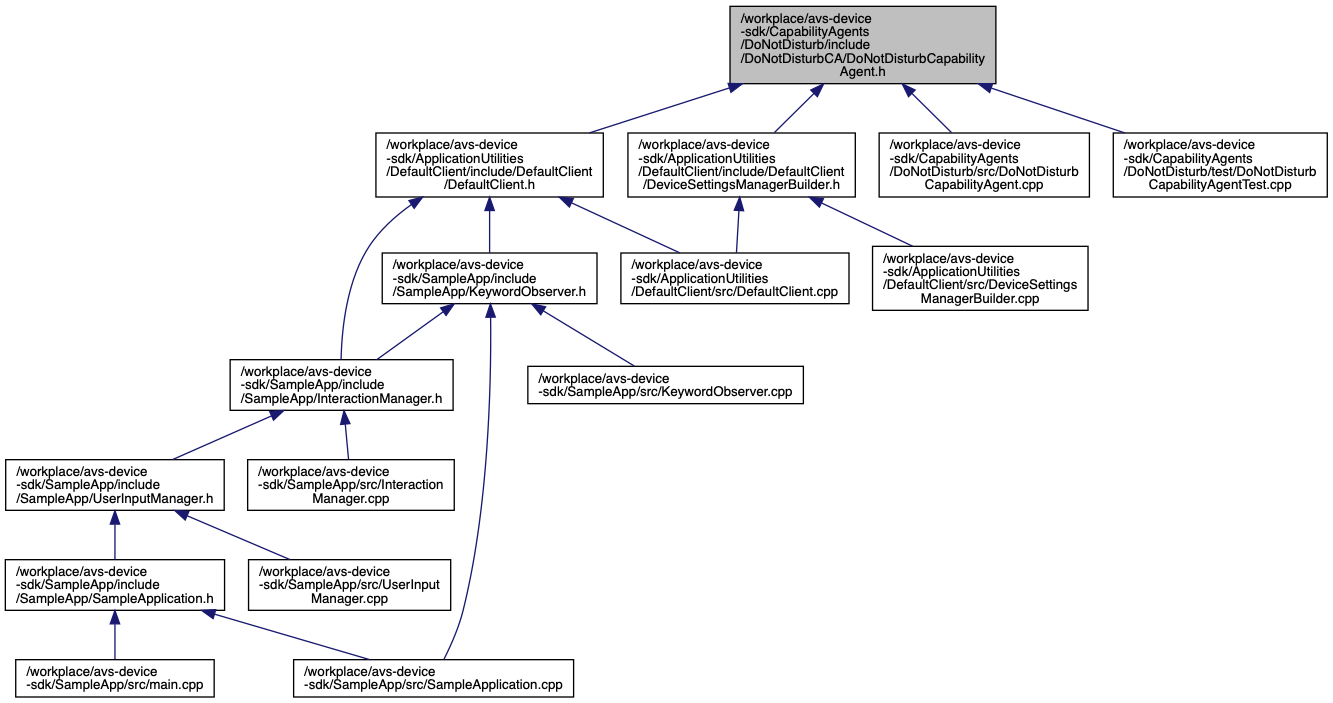 /workplace/avs-device
-sdk/CapabilityAgents
/DoNotDisturb/include
/DoNotDisturbCA/DoNotDisturbCapability
Agent.h
/workplace/avs-device
-sdk/ApplicationUtilities
/DefaultClient/include/DefaultClient
/DefaultClient.h
/workplace/avs-device
-sdk/ApplicationUtilities
/DefaultClient/include/DefaultClient
/DeviceSettingsManagerBuilder.h
/workplace/avs-device
-sdk/CapabilityAgents
/DoNotDisturb/src/DoNotDisturb
CapabilityAgent.cpp
/workplace/avs-device
-sdk/CapabilityAgents
/DoNotDisturb/test/DoNotDisturb
CapabilityAgentTest.cpp
/workplace/avs-device
-sdk/SampleApp/include
/SampleApp/KeywordObserver.h
/workplace/avs-device
-sdk/ApplicationUtilities
/DefaultClient/src/DefaultClient.cpp
/workplace/avs-device
-sdk/ApplicationUtilities
/DefaultClient/src/DeviceSettings
ManagerBuilder.cpp
/workplace/avs-device
-sdk/SampleApp/include
/SampleApp/InteractionManager.h
/workplace/avs-device
-sdk/SampleApp/src/KeywordObserver.cpp
/workplace/avs-device
-sdk/SampleApp/include
/SampleApp/UserInputManager.h
/workplace/avs-device
-sdk/SampleApp/src/Interaction
Manager.cpp
/workplace/avs-device
-sdk/SampleApp/include
/SampleApp/SampleApplication.h
/workplace/avs-device
-sdk/SampleApp/src/UserInput
Manager.cpp
/workplace/avs-device
-sdk/SampleApp/src/main.cpp
/workplace/avs-device
-sdk/SampleApp/src/SampleApplication.cpp